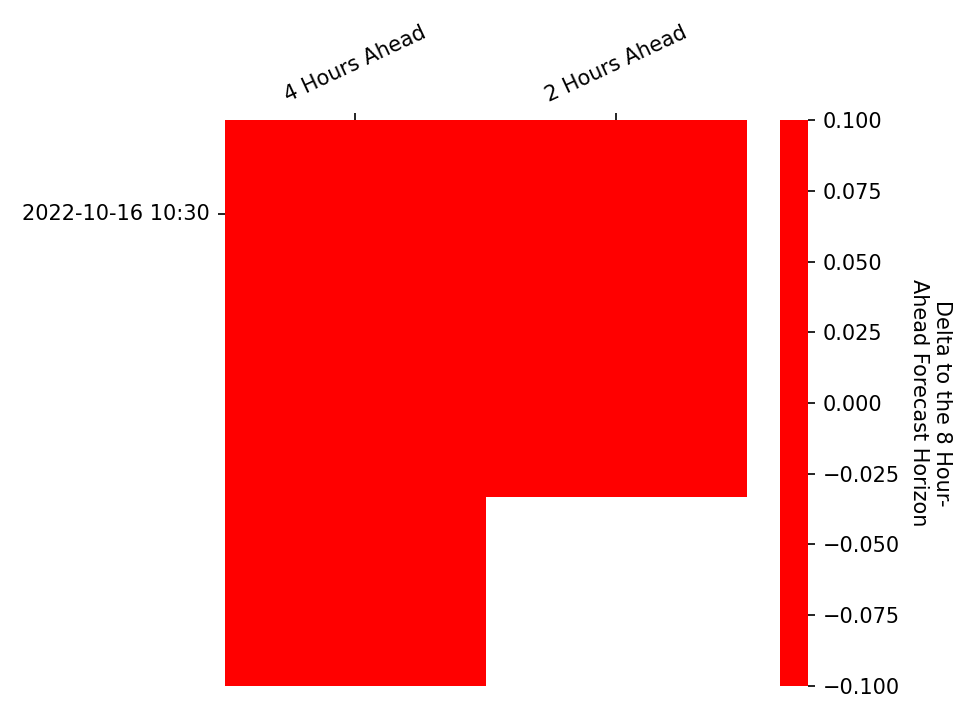 4 Hours Ahead
2 Hours Ahead
2022-10-16 10:30
0.100
0.075
0.050
0.025
0.000
−0.025
−0.050
−0.075
−0.100
Delta to the 8 Hour-
Ahead Forecast Horizon